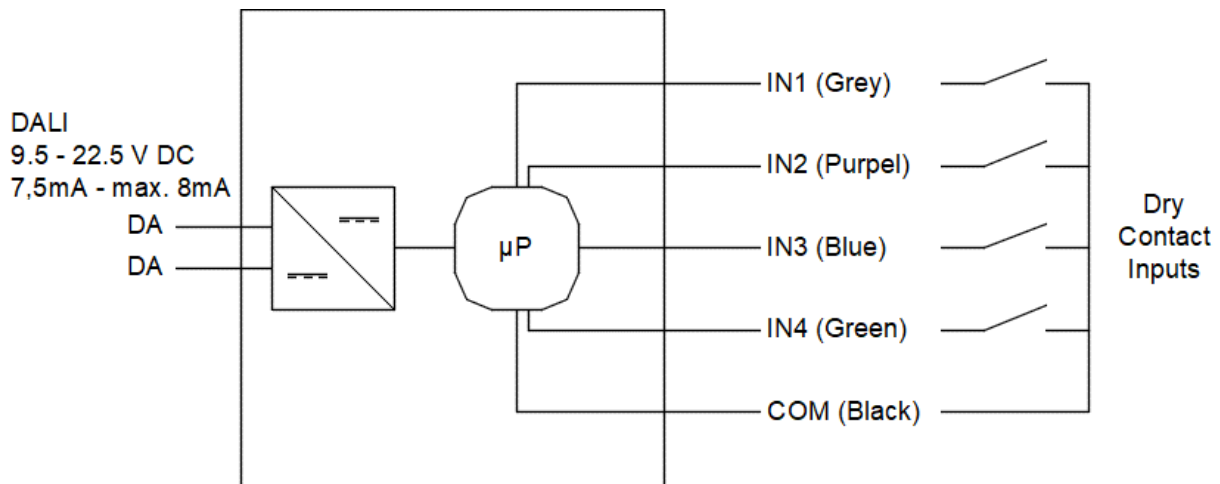 DALI
9.5 - 22.5 V DC
7,5mA - max. 8mA
DA
DA
µP
IN1 (Grey)
IN2 (Purpel)
IN3 (Blue)
IN4 (Green)
COM (Black)
Dry
Contact
Inputs